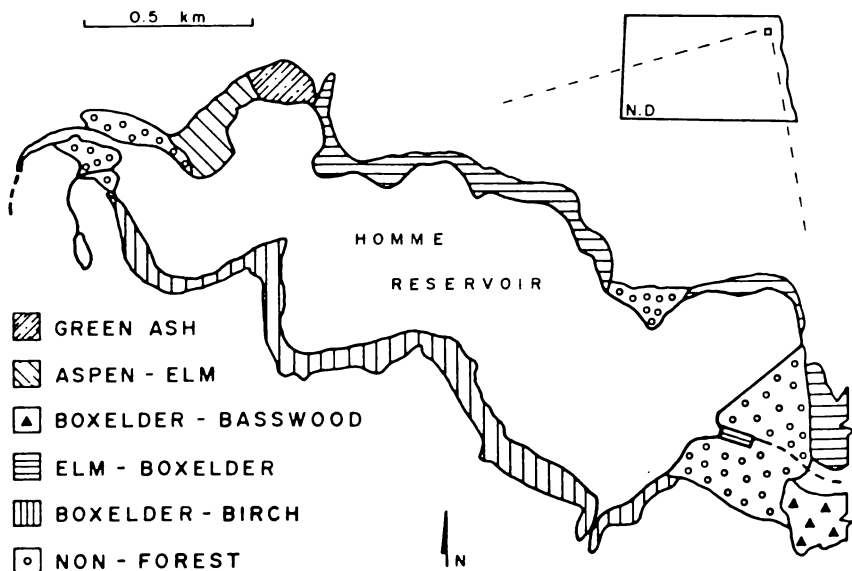 0.5 km
N.D
HOMME
RESERVOIR
GREEN ASH
ASPEN - ELM
BOXELDER - BASSWOOD
ELM - BOXELDER
BOXELDER - BIRCH
NON - FOREST
N